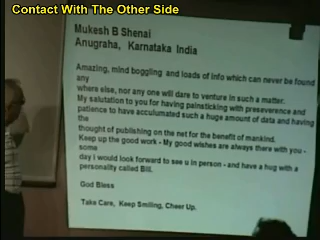 Contact With The Other Side
Mukesh B Shenai
Anugraha, Karnataka India
Amazing, mind boggling and loads of info which can never be found
any
where else, nor any one will dare to venture in such a matter.
My salutation to you for having painsticking with preseverence and
patience to have acculumated such a huge amount of data and having
the
thought of publishing on the net for the benefit of mankind.
Keep up the good work - My good wishes are always there with you -
some
day I would look forward to see u in person - and have a hug with a
personality called Bill.
God Bless
Take Care, Keep Smiling, Cheer Up.